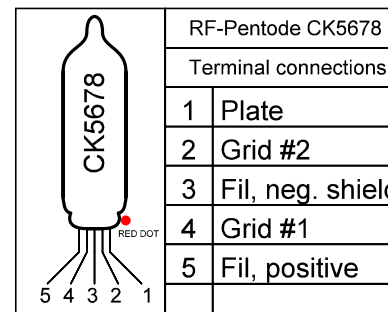 CK5678
RED DOT
5 4 3 2 1
RF-Pentode CK5678
Terminal connections
1 Plate
2 Grid #2
3 Fil, neg. shield
4 Grid #1
5 Fil, positive